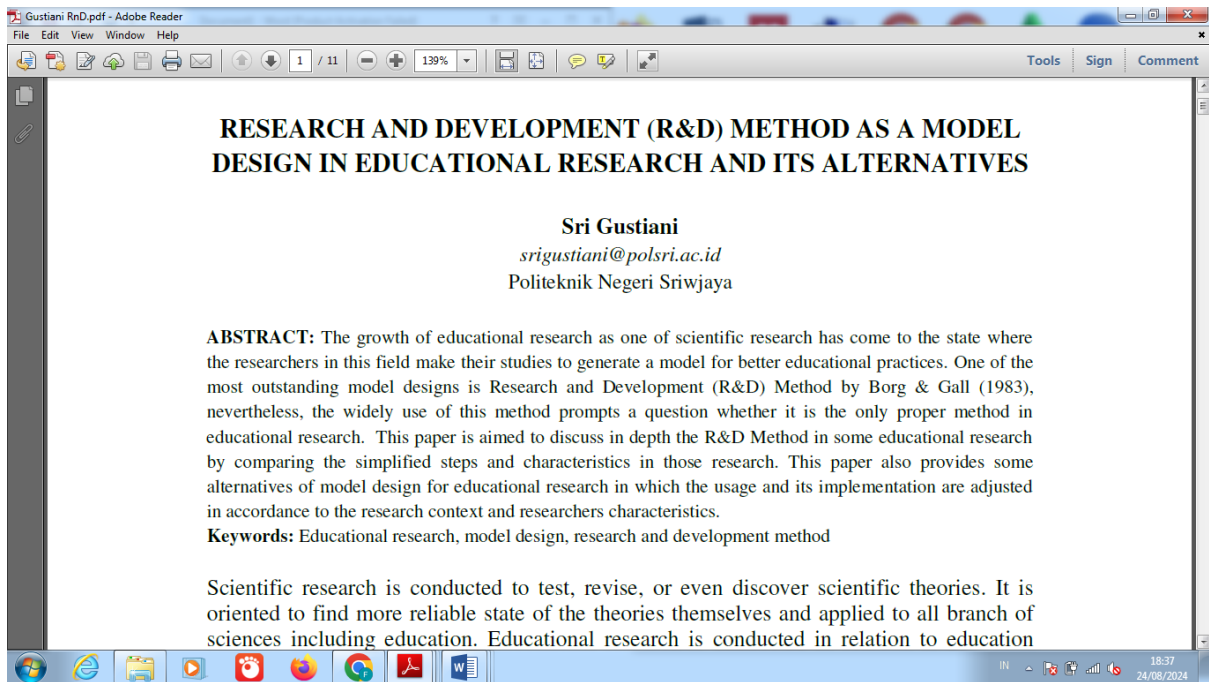 Gustiani RnD.pdf - Adobe Reader
File Edit View Window Help
1 / 11 139% Tools Sign Comment
RESEARCH AND DEVELOPMENT (R&D) METHOD AS A MODEL
DESIGN IN EDUCATIONAL RESEARCH AND ITS ALTERNATIVES
Sri Gustiani
srigustiani@polsri.ac.id
Politeknik Negeri Sriwjaya
ABSTRACT: The growth of educational research as one of scientific research has come to the state where
the researchers in this field make their studies to generate a model for better educational practices. One of the
most outstanding model designs is Research and Development (R&D) Method by Borg & Gall (1983),
nevertheless, the widely use of this method prompts a question whether it is the only proper method in
educational research. This paper is aimed to discuss in depth the R&D Method in some educational research
by comparing the simplified steps and characteristics in those research. This paper also provides some
alternatives of model design for educational research in which the usage and its implementation are adjusted
in accordance to the research context and researchers characteristics.
Keywords: Educational research, model design, research and development method
Scientific research is conducted to test, revise, or even discover scientific theories. It is
oriented to find more reliable state of the theories themselves and applied to all branch of
sciences including education. Educational research is conducted in relation to education
IN 18:37
24/08/2024